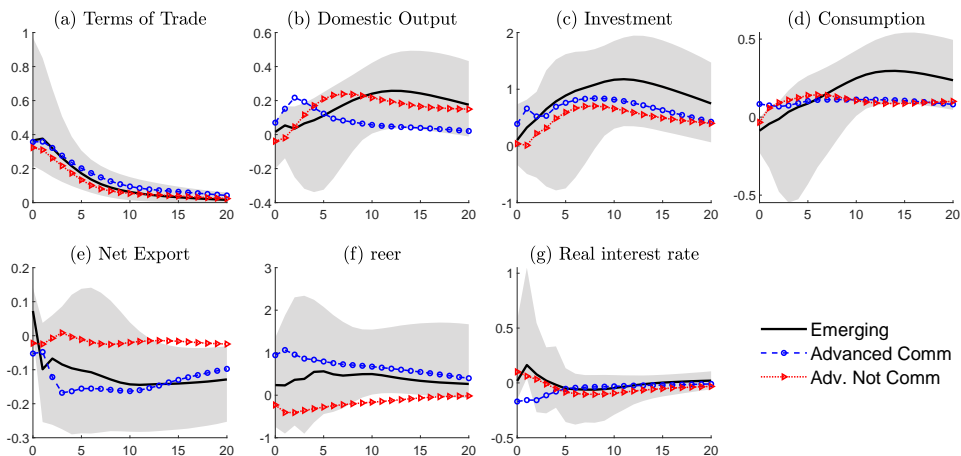 (a) Terms of Trade
1
0.8
0.6
0.4
0.2
0
0 5 10 15 20
(b) Domestic Output
0.6
0.4
0.2
0
-0.2
-0.4
0 5 10 15 20
(c) Investment
2
1
0
-1
0 5 10 15 20
(d) Consumption
0.5
0
-0.5
0 5 10 15 20
(e) Net Export
0.2
0.1
0
-0.1
-0.2
-0.3
0 5 10 15 20
(f) reer
3
2
1
0
-1
0 5 10 15 20
(g) Real interest rate
1
0.5
0
-0.5
0 5 10 15 20
Emerging
Advanced Comm
Adv. Not Comm